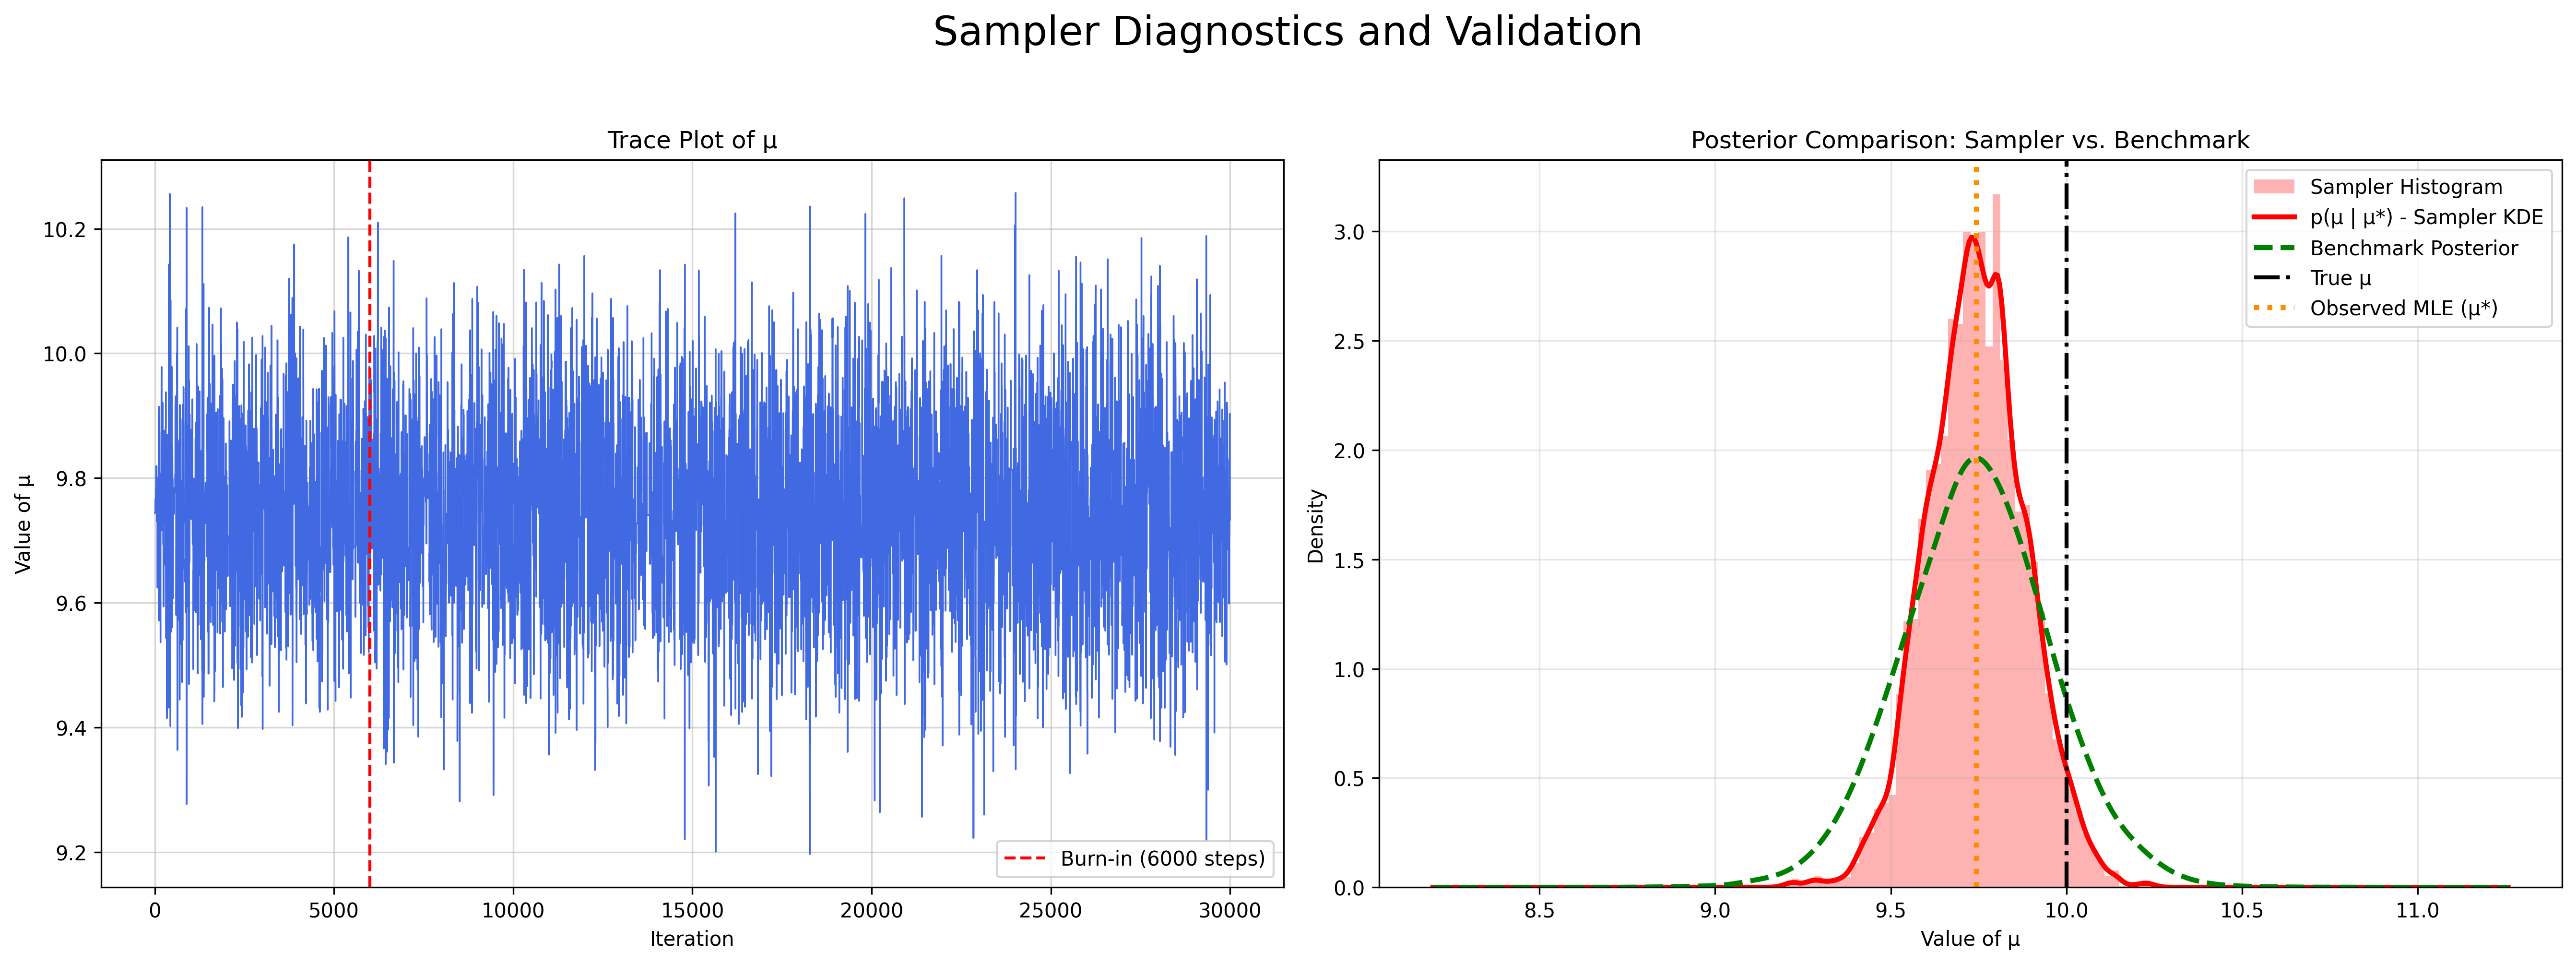 Sampler Diagnostics and Validation
Trace Plot of μ
Value of μ
10.2
10.0
9.8
9.6
9.4
9.2
0
5000
10000
15000
20000
25000
30000
Iteration
Burn-in (6000 steps)
Posterior Comparison: Sampler vs. Benchmark
Density
3.0
2.5
2.0
1.5
1.0
0.5
0.0
8.5
9.0
9.5
10.0
10.5
11.0
Value of μ
Sampler Histogram
p(μ | μ*) - Sampler KDE
Benchmark Posterior
True μ
Observed MLE (μ*)